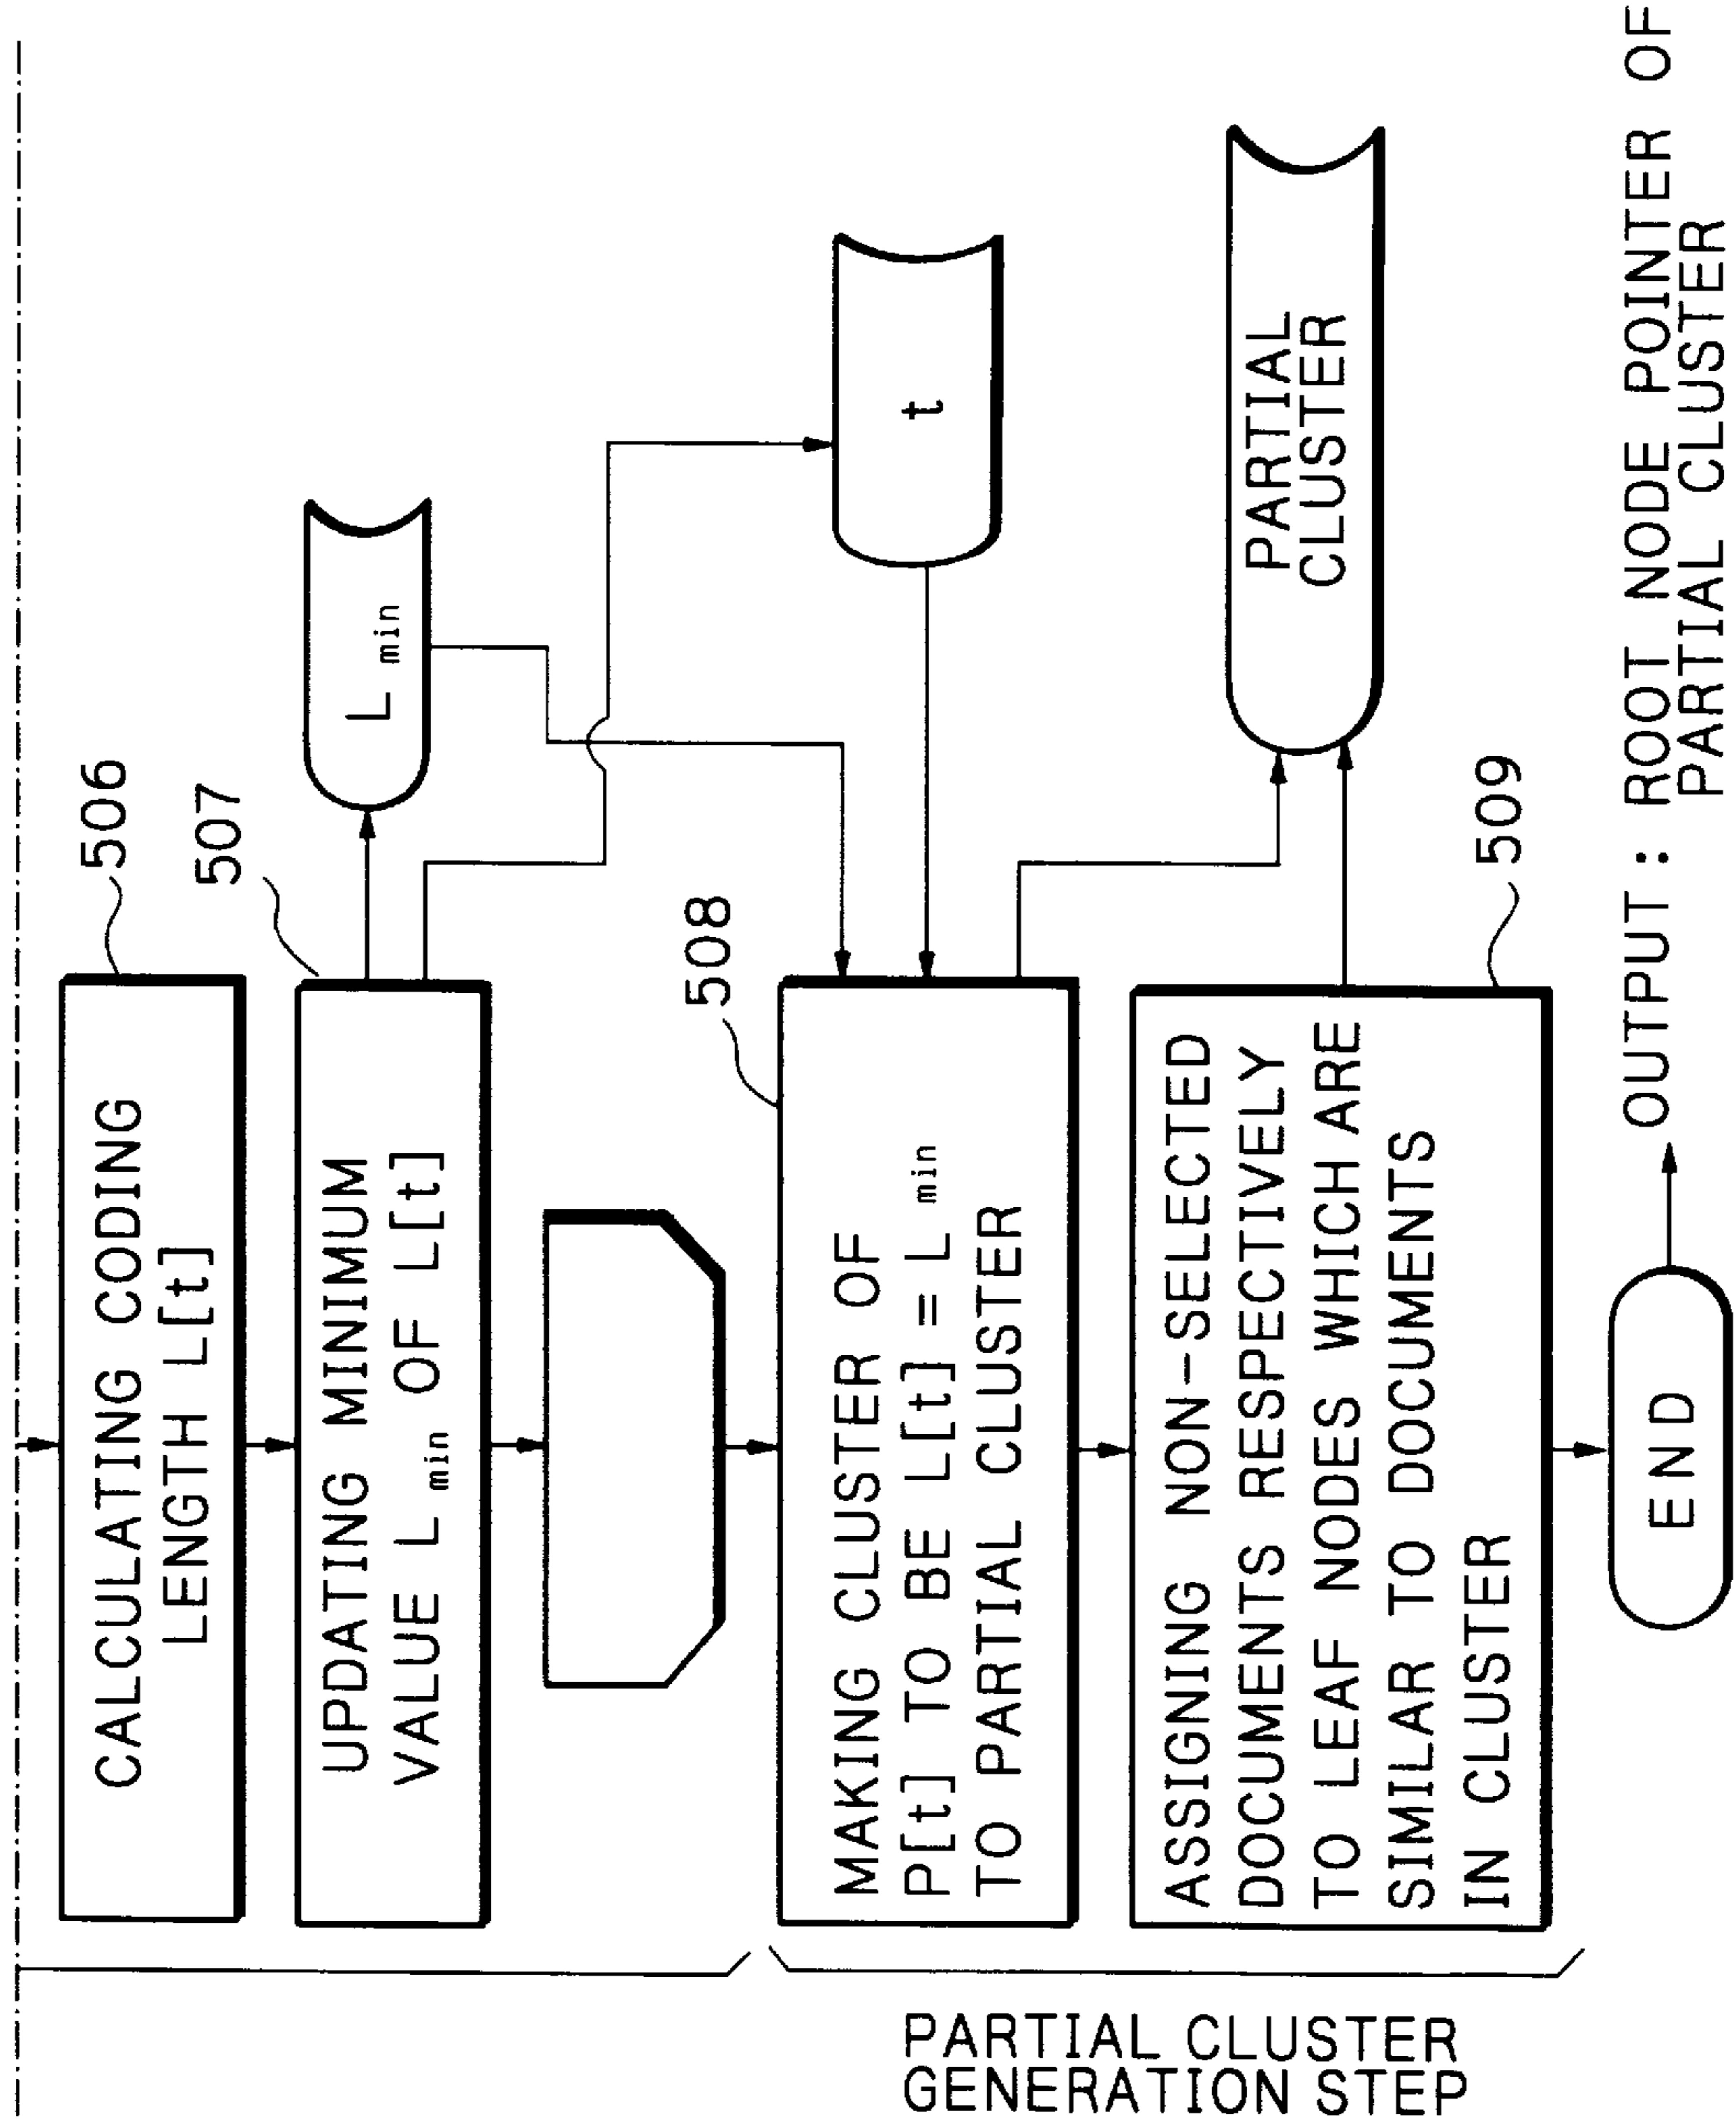 506
CALCULATING CODING
LENGTH L[t]
507
UPDATING MINIMUM
VALUE L min OF L[t]
L min
t
508
MAKING CLUSTER OF
P[t] TO BE L[t] = L min
TO PARTIAL CLUSTER
PARTIAL
CLUSTER
509
ASSIGNING NON-SELECTED
DOCUMENTS RESPECTIVELY
TO LEAF NODES WHICH ARE
SIMILAR TO DOCUMENTS
IN CLUSTER
PARTIAL CLUSTER
GENERATION STEP
END
OUTPUT : ROOT NODE POINTER OF
PARTIAL CLUSTER